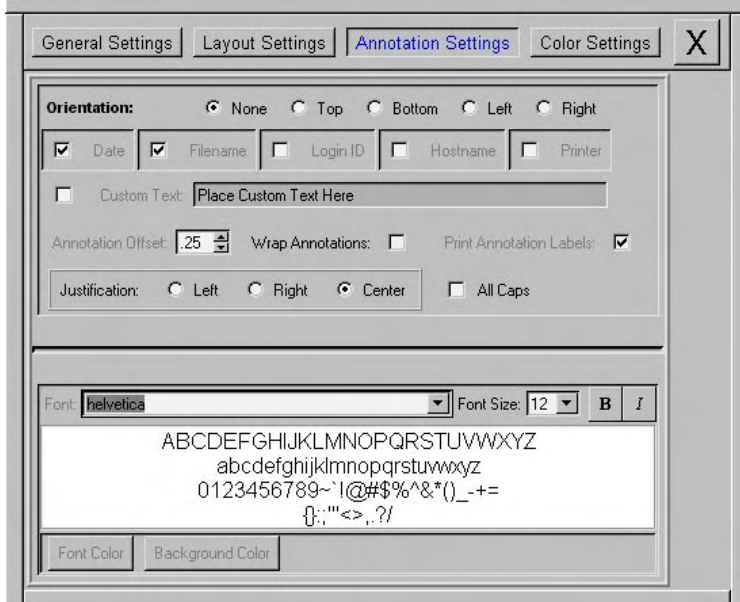 General Settings Layout Settings Annotation Settings Color Settings X
Orientation: None Top Bottom Left Right
Date Filename Login ID Hostname Printer
Custom Text: Place Custom Text Here
Annotation Offset: .25 Wrap Annotations: Print Annotation Labels:
Justification: Left Right Center All Caps
Font: helvetica Font Size: 12 B I
ABCDEFGHIJKLMNOPQRSTUVWXYZ
abcdefghijklmnopqrstuvwxyz
0123456789~`!@#$%^&*()_-+=
{}:;"'<>,.?/
Font Color Background Color